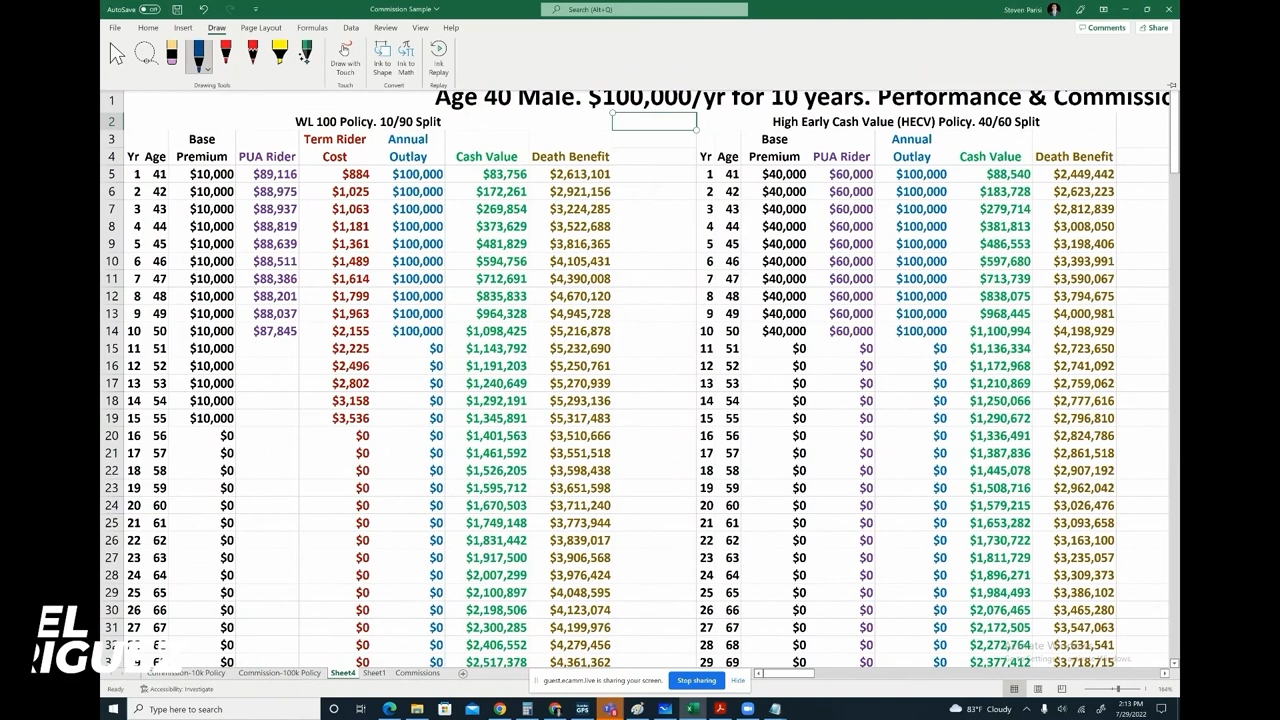 AutoSave Off Commission Sample Search (Alt+Q) Steven Parisi
File Home Insert Draw Page Layout Formulas Data Review View Help Comments Share
Draw with Touch Ink to Shape Ink to Math Ink Replay
Drawing Tools Touch Convert Replay
1 Age 40 Male. $100,000/yr for 10 years. Performance & Commissio
2 WL 100 Policy. 10/90 Split High Early Cash Value (HECV) Policy. 40/60 Split
3 Base Term Rider Annual Base Annual
4 Yr Age Premium PUA Rider Cost Outlay Cash Value Death Benefit Yr Age Premium PUA Rider Outlay Cash Value Death Benefit
5 1 41 $10,000 $89,116 $884 $100,000 $83,756 $2,613,101 1 41 $40,000 $60,000 $100,000 $88,540 $2,449,442
6 2 42 $10,000 $88,975 $1,025 $100,000 $172,261 $2,921,156 2 42 $40,000 $60,000 $100,000 $183,728 $2,623,223
7 3 43 $10,000 $88,937 $1,063 $100,000 $269,854 $3,224,285 3 43 $40,000 $60,000 $100,000 $279,714 $2,812,839
8 4 44 $10,000 $88,819 $1,181 $100,000 $373,629 $3,522,688 4 44 $40,000 $60,000 $100,000 $381,813 $3,008,050
9 5 45 $10,000 $88,639 $1,361 $100,000 $481,829 $3,816,365 5 45 $40,000 $60,000 $100,000 $486,553 $3,198,406
10 6 46 $10,000 $88,511 $1,489 $100,000 $594,756 $4,105,431 6 46 $40,000 $60,000 $100,000 $597,680 $3,393,991
11 7 47 $10,000 $88,386 $1,614 $100,000 $712,691 $4,390,008 7 47 $40,000 $60,000 $100,000 $713,739 $3,590,067
12 8 48 $10,000 $88,201 $1,799 $100,000 $835,833 $4,670,120 8 48 $40,000 $60,000 $100,000 $838,075 $3,794,675
13 9 49 $10,000 $88,037 $1,963 $100,000 $964,328 $4,945,728 9 49 $40,000 $60,000 $100,000 $968,445 $4,000,981
14 10 50 $10,000 $87,845 $2,155 $100,000 $1,098,425 $5,216,878 10 50 $40,000 $60,000 $100,000 $1,100,994 $4,198,929
15 11 51 $10,000 $2,225 $0 $1,143,792 $5,232,690 11 51 $0 $0 $0 $1,136,334 $2,723,650
16 12 52 $10,000 $2,496 $0 $1,191,203 $5,250,761 12 52 $0 $0 $0 $1,172,968 $2,741,092
17 13 53 $10,000 $2,802 $0 $1,240,649 $5,270,939 13 53 $0 $0 $0 $1,210,869 $2,759,062
18 14 54 $10,000 $3,158 $0 $1,292,191 $5,293,136 14 54 $0 $0 $0 $1,250,066 $2,777,616
19 15 55 $10,000 $3,536 $0 $1,345,891 $5,317,483 15 55 $0 $0 $0 $1,290,672 $2,796,810
20 16 56 $0 $0 $0 $1,401,563 $3,510,666 16 56 $0 $0 $0 $1,336,491 $2,824,786
21 17 57 $0 $0 $0 $1,461,592 $3,551,518 17 57 $0 $0 $0 $1,387,836 $2,861,518
22 18 58 $0 $0 $0 $1,526,205 $3,598,438 18 58 $0 $0 $0 $1,445,078 $2,907,192
23 19 59 $0 $0 $0 $1,595,712 $3,651,598 19 59 $0 $0 $0 $1,508,716 $2,962,042
24 20 60 $0 $0 $0 $1,670,503 $3,711,240 20 60 $0 $0 $0 $1,579,215 $3,026,476
25 21 61 $0 $0 $0 $1,749,148 $3,773,944 21 61 $0 $0 $0 $1,653,282 $3,093,658
26 22 62 $0 $0 $0 $1,831,442 $3,839,017 22 62 $0 $0 $0 $1,730,722 $3,163,100
27 23 63 $0 $0 $0 $1,917,500 $3,906,568 23 63 $0 $0 $0 $1,811,729 $3,235,057
28 24 64 $0 $0 $0 $2,007,299 $3,976,424 24 64 $0 $0 $0 $1,896,271 $3,309,373
29 25 65 $0 $0 $0 $2,100,897 $4,048,595 25 65 $0 $0 $0 $1,984,493 $3,386,102
30 26 66 $0 $0 $0 $2,198,506 $4,123,074 26 66 $0 $0 $0 $2,076,465 $3,465,280
31 27 67 $0 $0 $0 $2,300,285 $4,199,976 27 67 $0 $0 $0 $2,172,505 $3,547,063
68 $0 $0 $0 $2,406,552 $4,279,456 28 68 $0 $0 $0
$0 $0 $0 $2,517,378 $4,361,362 29 69 $0 $0 $0 $2,377,412 $3,718,715
EL
RIGUEZ
Commission-10k Policy Commission-100k Policy Sheet4 Sheet1 Commissions
guest.ecamm.live is sharing your screen. Stop sharing Hide
Ready Accessibility: Investigate 164%
Type here to search 83°F Cloudy 2:13 PM
7/29/2022